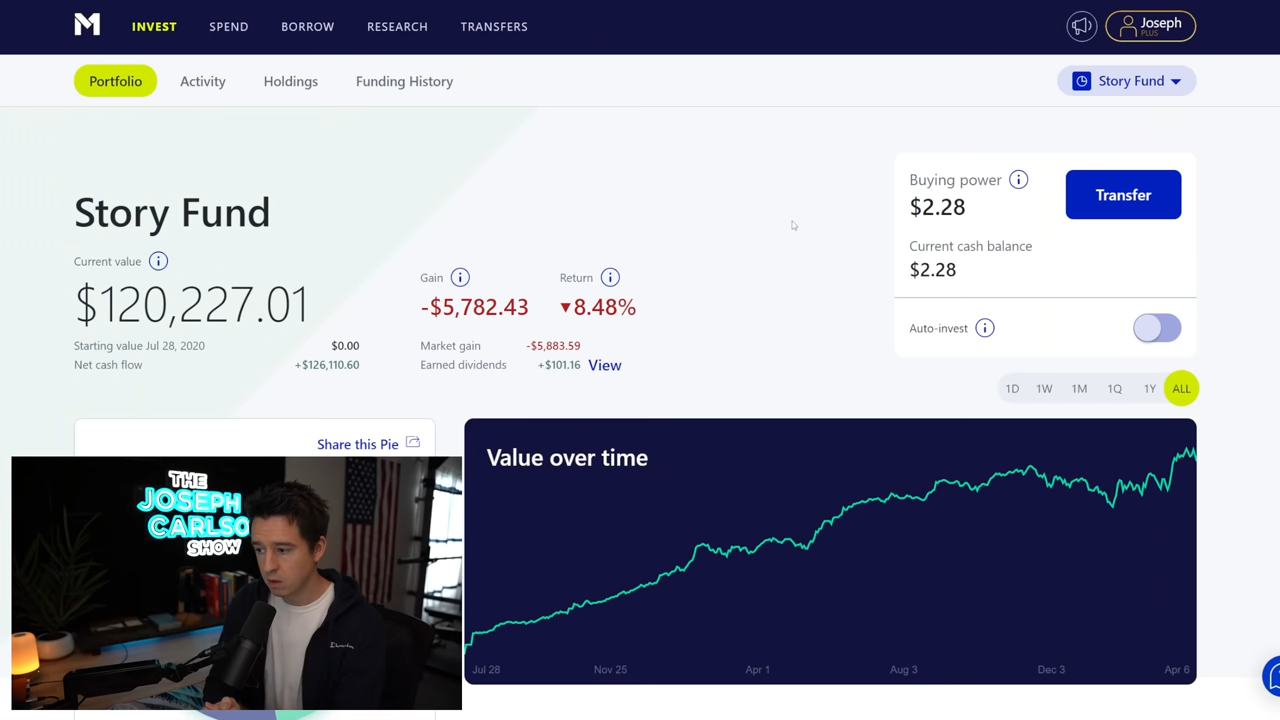 M INVEST SPEND BORROW RESEARCH TRANSFERS Joseph
PLUS
Portfolio Activity Holdings Funding History Story Fund
Buying power
$2.28
Transfer
Current cash balance
$2.28
Auto-invest
Story Fund
Current value
$120,227.01
Starting value Jul 28, 2020 $0.00
Net cash flow +$126,110.60
Gain
-$5,782.43
Return
▼8.48%
Market gain -$5,883.59
Earned dividends +$101.16 View
1D 1W 1M 1Q 1Y ALL
Share this Pie
Value over time
Jul 28 Nov 25 Apr 1 Aug 3 Dec 3 Apr 6
THE
JOSEPH
CARLSO
SHOW